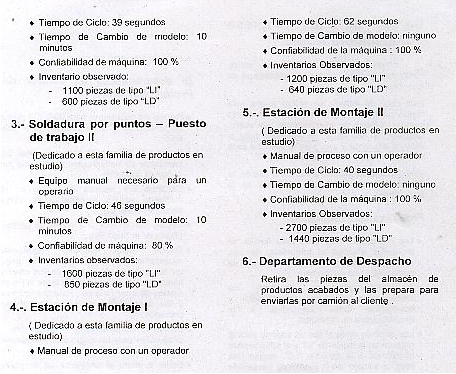 ♦ Tiempo de Ciclo: 39 segundos
♦ Tiempo de Cambio de modelo: 10
minutos
♦ Confiabilidad de máquina: 100 %
♦ Inventario observado:
- 1100 piezas de tipo "LI"
- 600 piezas de tipo "LD"
3.- Soldadura por puntos – Puesto
de trabajo II
(Dedicado a esta familia de productos en
estudio)
♦ Equipo manual necesario para un
operario
♦ Tiempo de Ciclo: 46 segundos
♦ Tiempo de Cambio de Modelo: 10
minutos
♦ Confiabilidad de máquina: 80 %
♦ Inventarios observados:
- 1600 piezas de tipo "LI"
- 850 piezas de tipo "LD"
4.-. Estación de Montaje I
( Dedicado a esta familia de productos en
estudio)
♦ Manual de proceso con un operador
♦ Tiempo de Ciclo: 62 segundos
♦ Tiempo de Cambio de modelo: ninguno
♦ Confiabilidad de la máquina : 100 %
♦ Inventarios Observados:
- 1200 piezas de tipo "LI"
- 640 piezas de tipo "LD"
5.-. Estación de Montaje II
( Dedicado a esta familia de productos en
estudio)
♦ Manual de proceso con un operador
♦ Tiempo de Ciclo: 40 segundos
♦ Tiempo de Cambio de modelo: ninguno
♦ Confiabilidad de la máquina : 100 %
♦ Inventarios Observados:
- 2700 piezas de tipo "LI"
- 1440 piezas de tipo "LD"
6.- Departamento de Despacho
Retira las piezas del almacén de
productos acabados y las prepara para
enviarlas por camión al cliente .